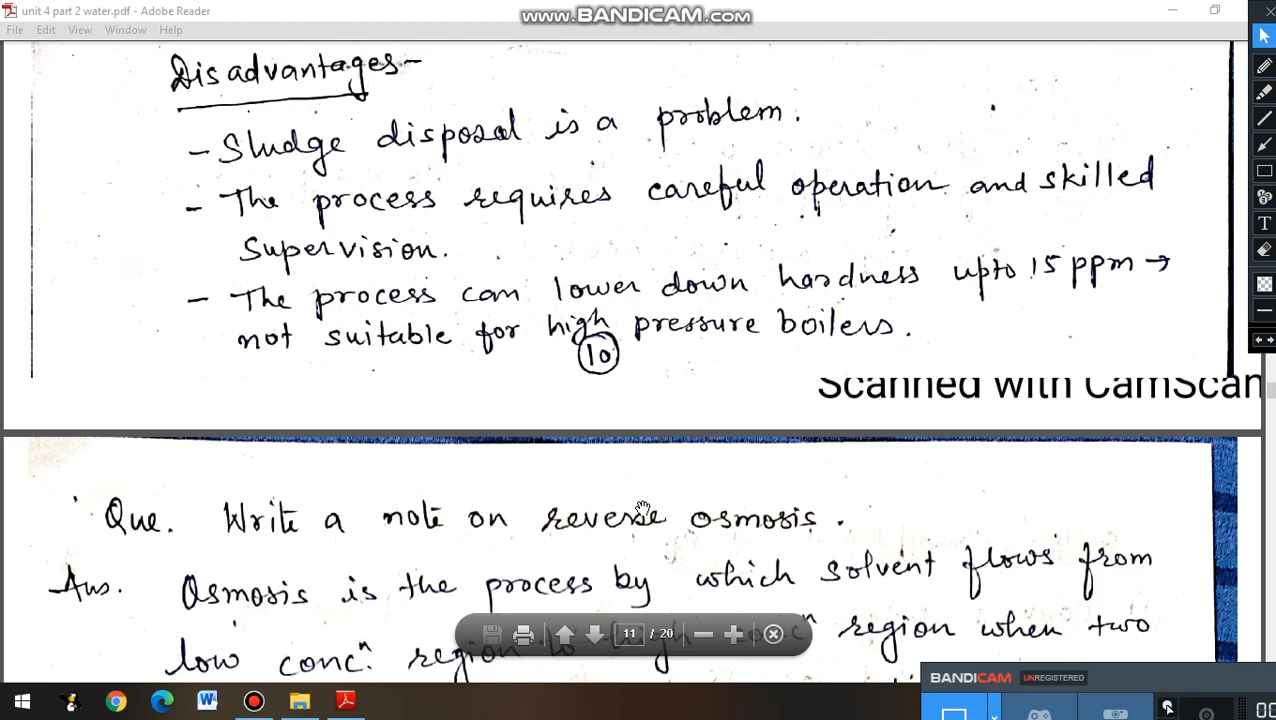 unit 4 part 2 water.pdf - Adobe Reader
www.BANDICAM.com
File Edit View Window Help
Disadvantages-
- Sludge disposal is a problem.
- The process requires careful operation and skilled
supervision.
- The process can lower down hardness upto 15 ppm →
not suitable for high pressure boilers.
10
Scanned with CamScan
Que. Write a note on reverse osmosis.
Ans. Osmosis is the process by which solvent flows from
low concn. region to region when two
11 / 20
BANDICAM UNREGISTERED
00